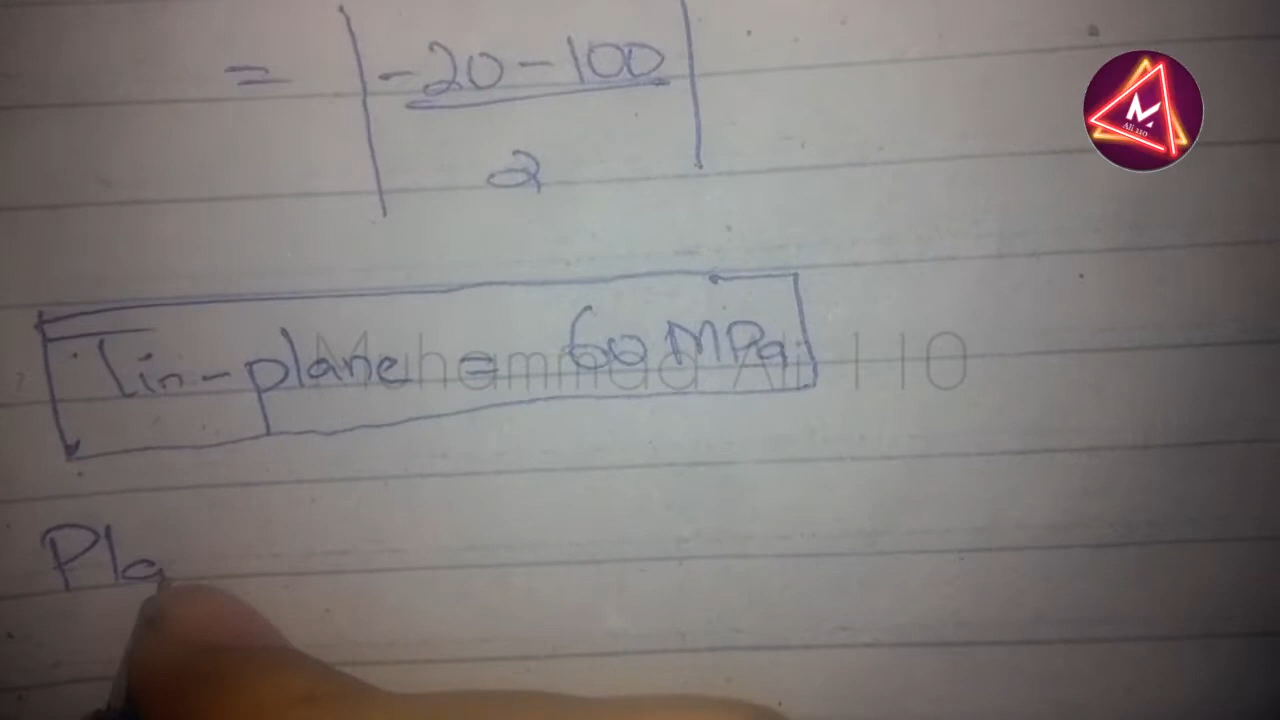 = | -20-100 |
2
M
Ali 110
τin-plane = 60 MPa
Muhammad Ali 110
Pla